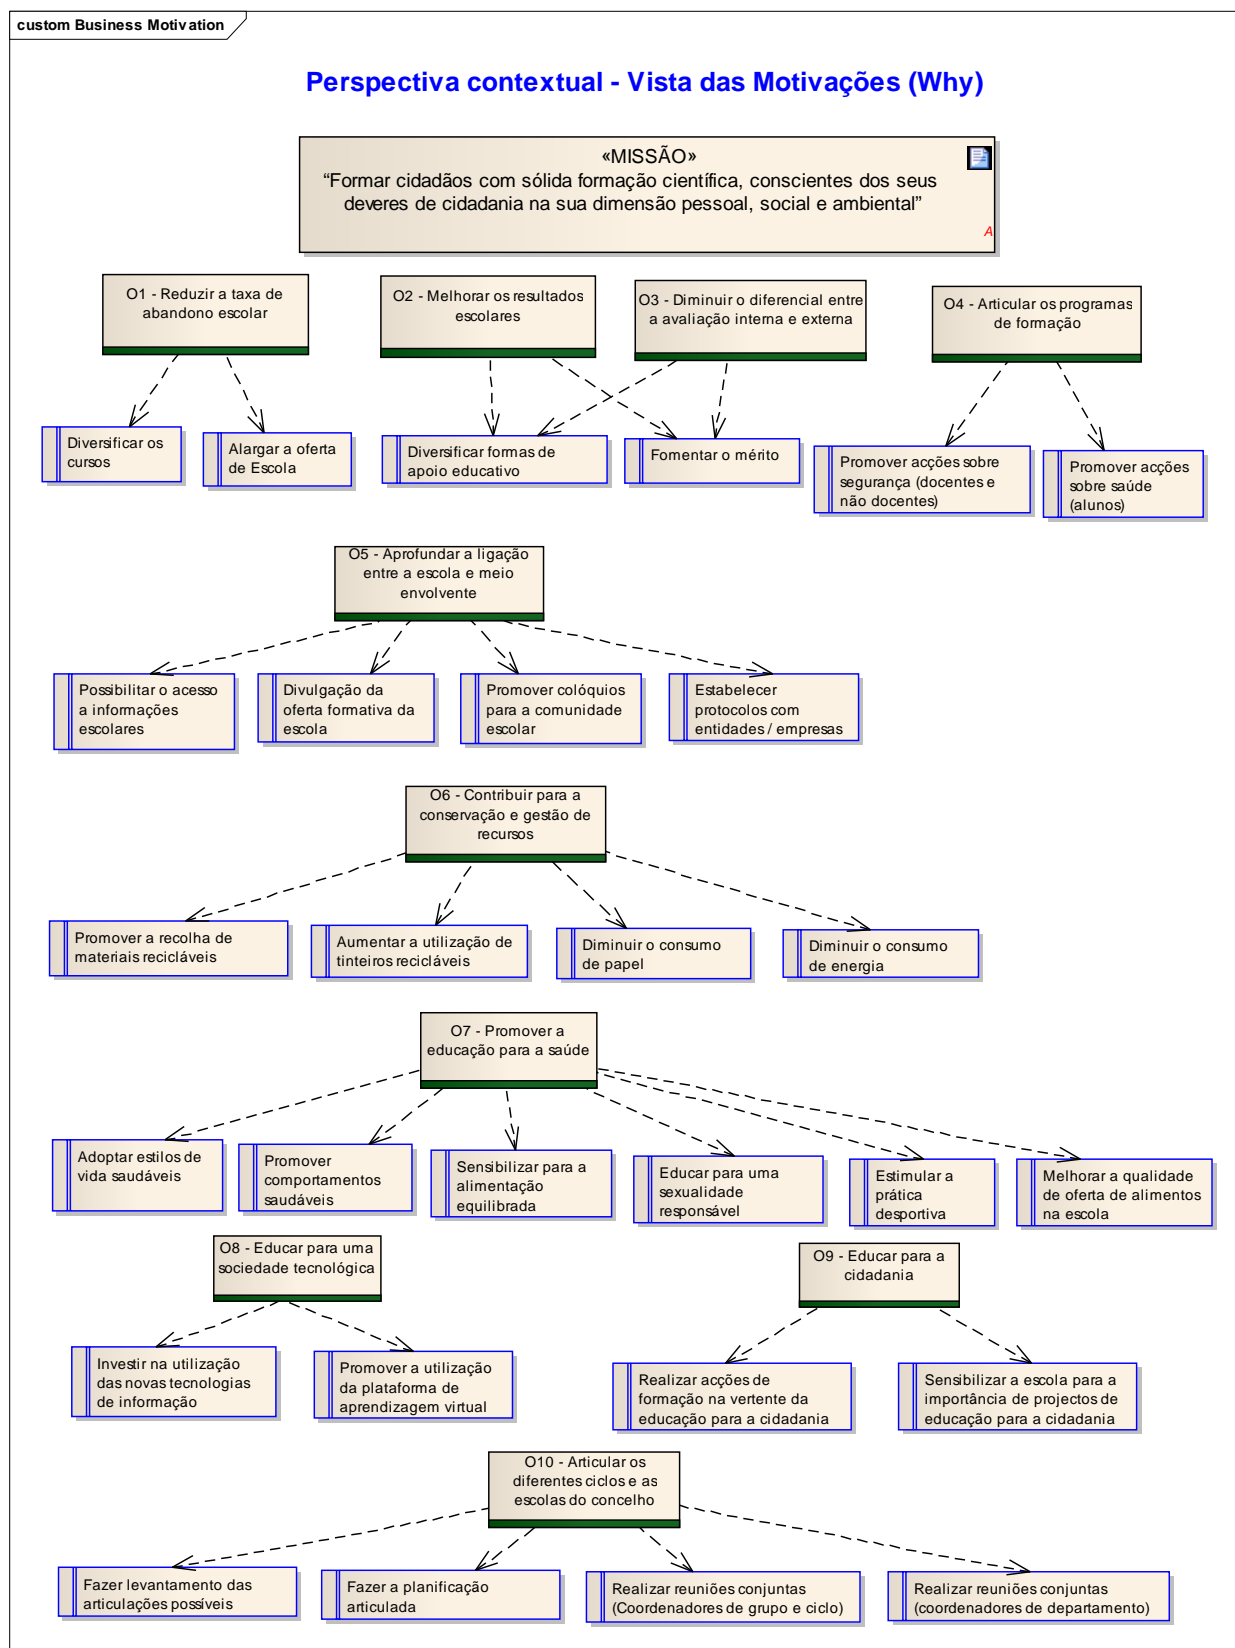 custom Business Motivation
Perspectiva contextual - Vista das Motivações (Why)
«MISSÃO»
“Formar cidadãos com sólida formação científica, conscientes dos seus
deveres de cidadania na sua dimensão pessoal, social e ambiental”
A
O1 - Reduzir a taxa de
abandono escolar
O2 - Melhorar os resultados
escolares
O3 - Diminuir o diferencial entre
a avaliação interna e externa
O4 - Articular os programas
de formação
Diversificar os
cursos
Alargar a oferta
de Escola
Diversificar formas de
apoio educativo
Fomentar o mérito
Promover acções sobre
segurança (docentes e
não docentes)
Promover acções
sobre saúde
(alunos)
O5 - Aprofundar a ligação
entre a escola e meio
envolvente
Possibilitar o acesso
a informações
escolares
Divulgação da
oferta formativa da
escola
Promover colóquios
para a comunidade
escolar
Estabelecer
protocolos com
entidades / empresas
O6 - Contribuir para a
conservação e gestão de
recursos
Promover a recolha de
materiais recicláveis
Aumentar a utilização de
tinteiros recicláveis
Diminuir o consumo
de papel
Diminuir o consumo
de energia
O7 - Promover a
educação para a saúde
Adoptar estilos de
vida saudáveis
Promover
comportamentos
saudáveis
Sensibilizar para a
alimentação
equilibrada
Educar para uma
sexualidade
responsável
Estimular a
prática
desportiva
Melhorar a qualidade
de oferta de alimentos
na escola
O8 - Educar para uma
sociedade tecnológica
O9 - Educar para a
cidadania
Investir na utilização
das novas tecnologias
de informação
Promover a utilização
da plataforma de
aprendizagem virtual
Realizar acções de
formação na vertente da
educação para a cidadania
Sensibilizar a escola para a
importância de projectos de
educação para a cidadania
O10 - Articular os
diferentes ciclos e as
escolas do concelho
Fazer levantamento das
articulações possíveis
Fazer a planificação
articulada
Realizar reuniões conjuntas
(Coordenadores de grupo e ciclo)
Realizar reuniões conjuntas
(coordenadores de departamento)